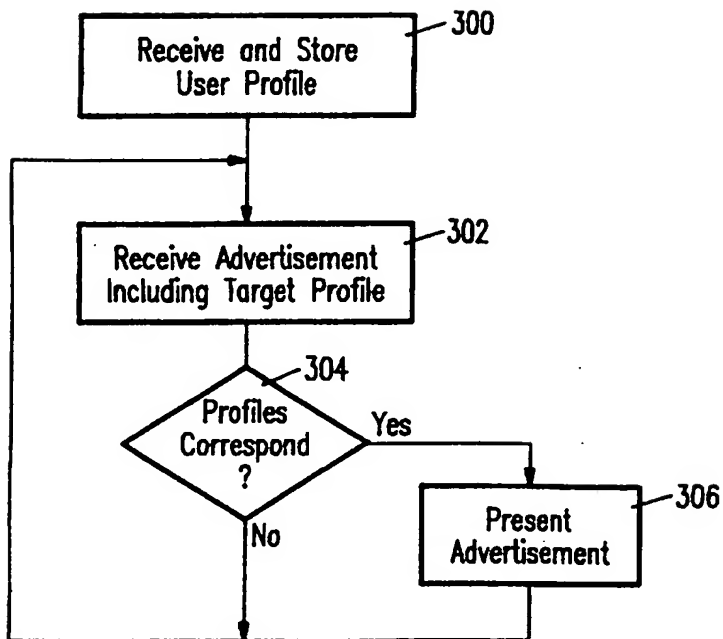 300
Receive and Store
User Profile
302
Receive Advertisement
Including Target Profile
304
Profiles
Correspond
?
Yes
No
306
Present
Advertisement